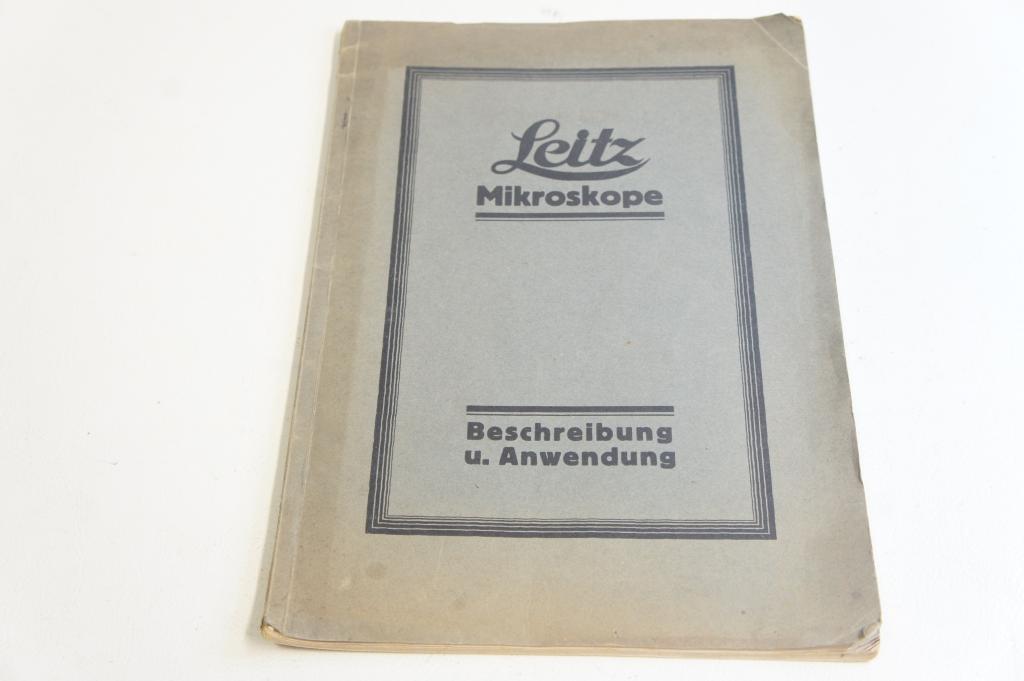 Leitz
Mikroskope
Beschreibung
u. Anwendung